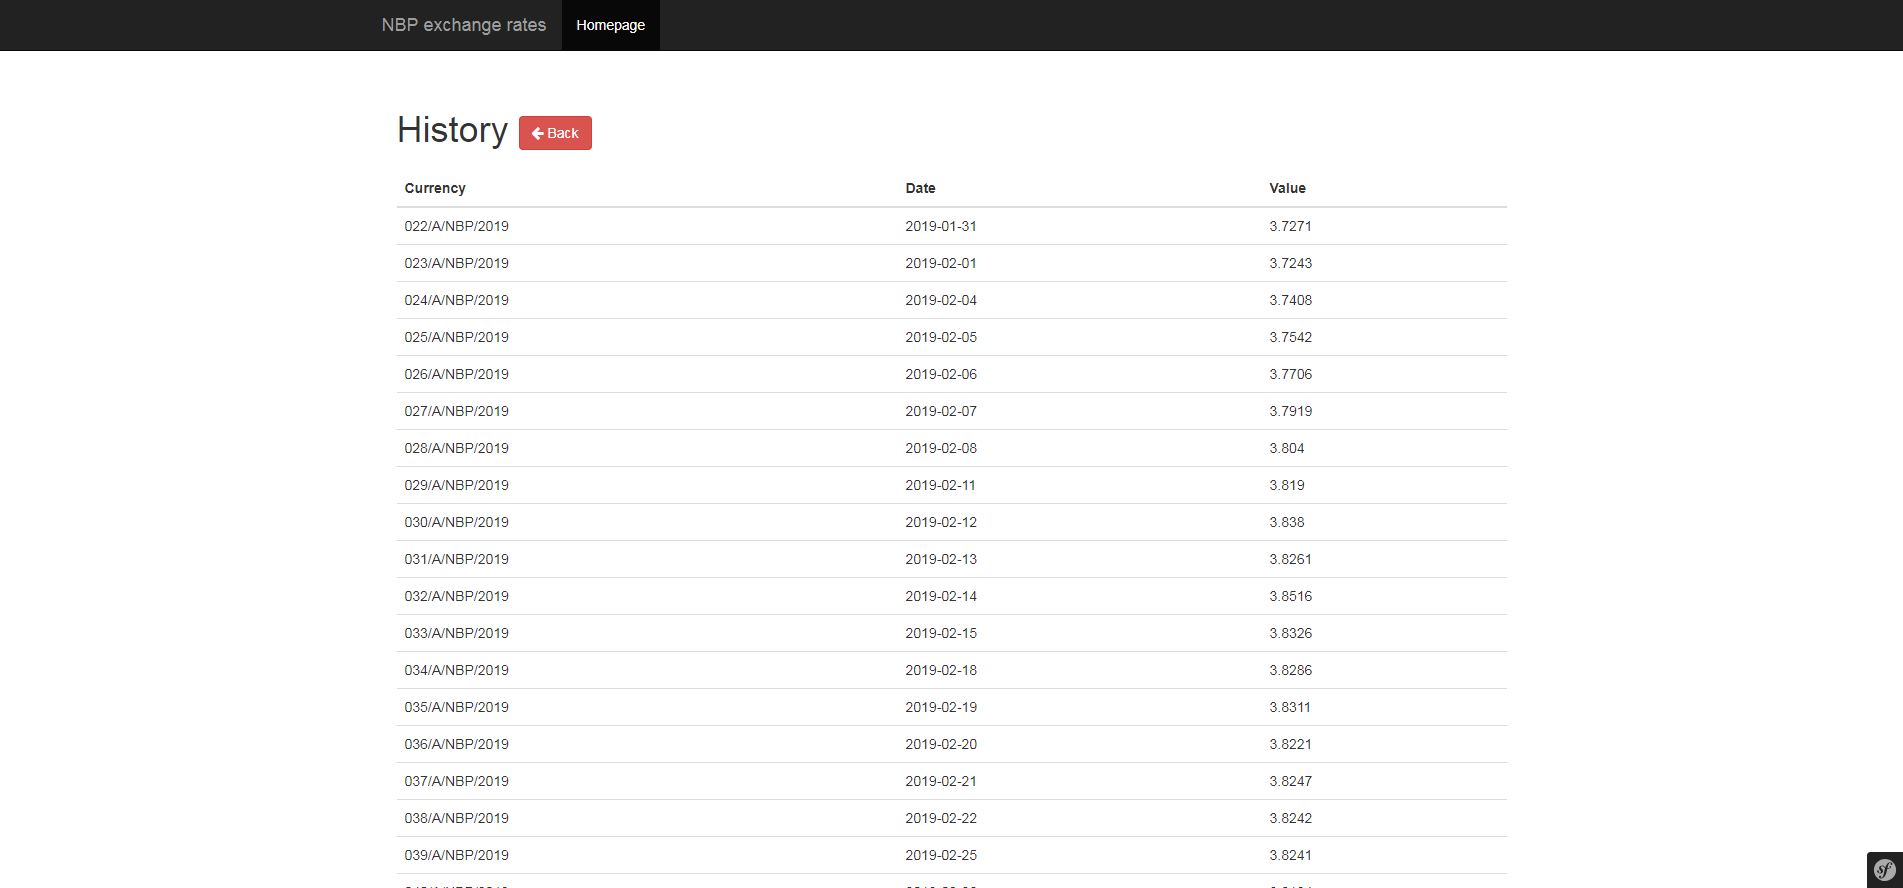 NBP exchange rates Homepage
History Back
Currency Date Value
022/A/NBP/2019 2019-01-31 3.7271
023/A/NBP/2019 2019-02-01 3.7243
024/A/NBP/2019 2019-02-04 3.7408
025/A/NBP/2019 2019-02-05 3.7542
026/A/NBP/2019 2019-02-06 3.7706
027/A/NBP/2019 2019-02-07 3.7919
028/A/NBP/2019 2019-02-08 3.804
029/A/NBP/2019 2019-02-11 3.819
030/A/NBP/2019 2019-02-12 3.838
031/A/NBP/2019 2019-02-13 3.8261
032/A/NBP/2019 2019-02-14 3.8516
033/A/NBP/2019 2019-02-15 3.8326
034/A/NBP/2019 2019-02-18 3.8286
035/A/NBP/2019 2019-02-19 3.8311
036/A/NBP/2019 2019-02-20 3.8221
037/A/NBP/2019 2019-02-21 3.8247
038/A/NBP/2019 2019-02-22 3.8242
039/A/NBP/2019 2019-02-25 3.8241
sf